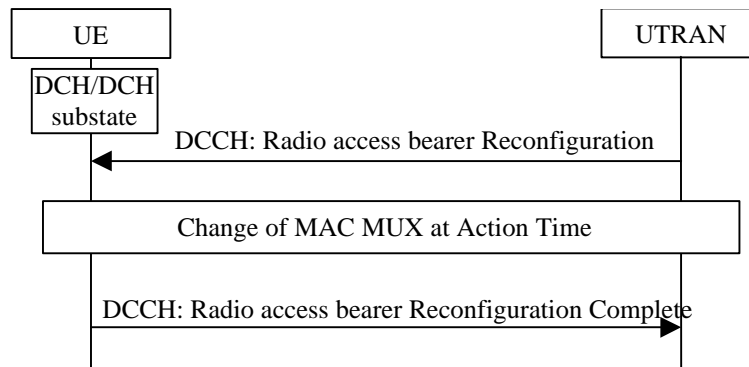 UE
UTRAN
DCH/DCH
substate
DCCH: Radio access bearer Reconfiguration
Change of MAC MUX at Action Time
DCCH: Radio access bearer Reconfiguration Complete